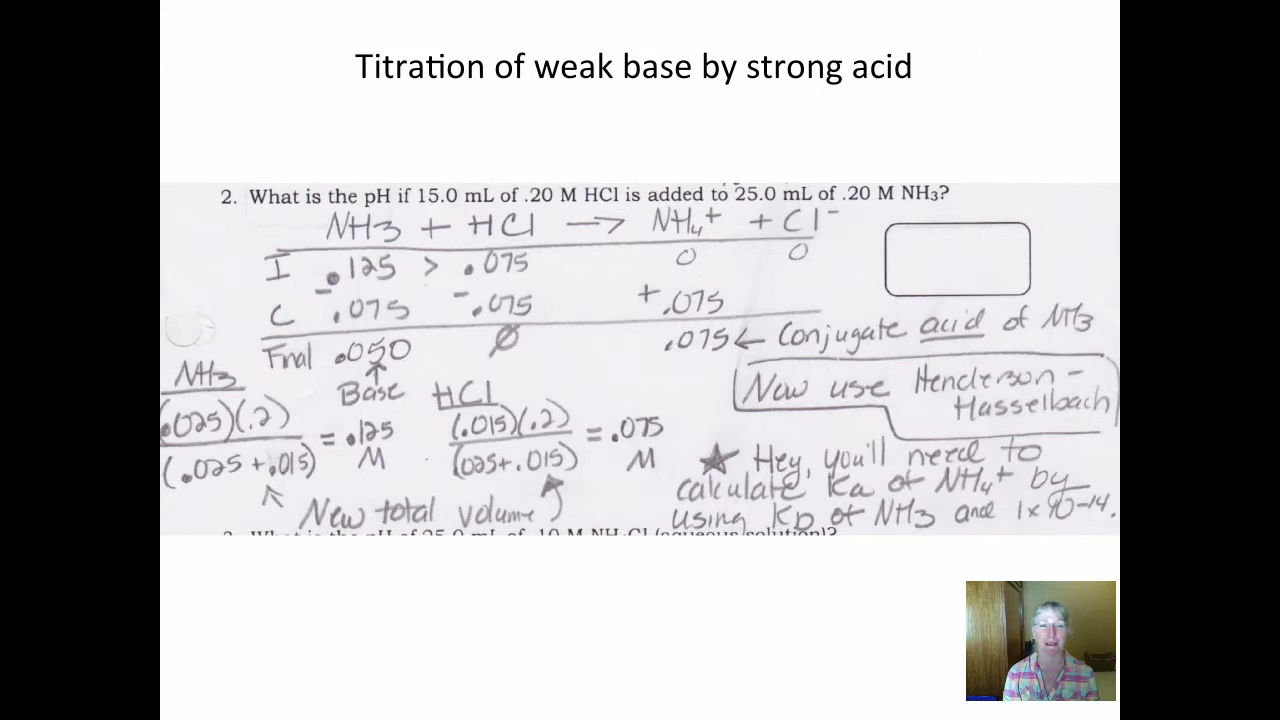 Titration of weak base by strong acid
2. What is the pH if 15.0 mL of .20 M HCl is added to 25.0 mL of .20 M NH3?
NH3 + HCl → NH4+ + Cl-
I .125 > .075 0 0
C -.075 -.075 +.075
Final .050 Ø .075 ← Conjugate acid of NH3
Base
Now use Henderson-
Hasselbach
NH3
(.025)(.2)
(.025+.015)
= .125
M
HCl
(.015)(.2)
(025+.015)
= .075
M
New total volume
★ Hey, you'll need to
calculate Ka of NH4+ by
using Kb of NH3 and 1x10-14.